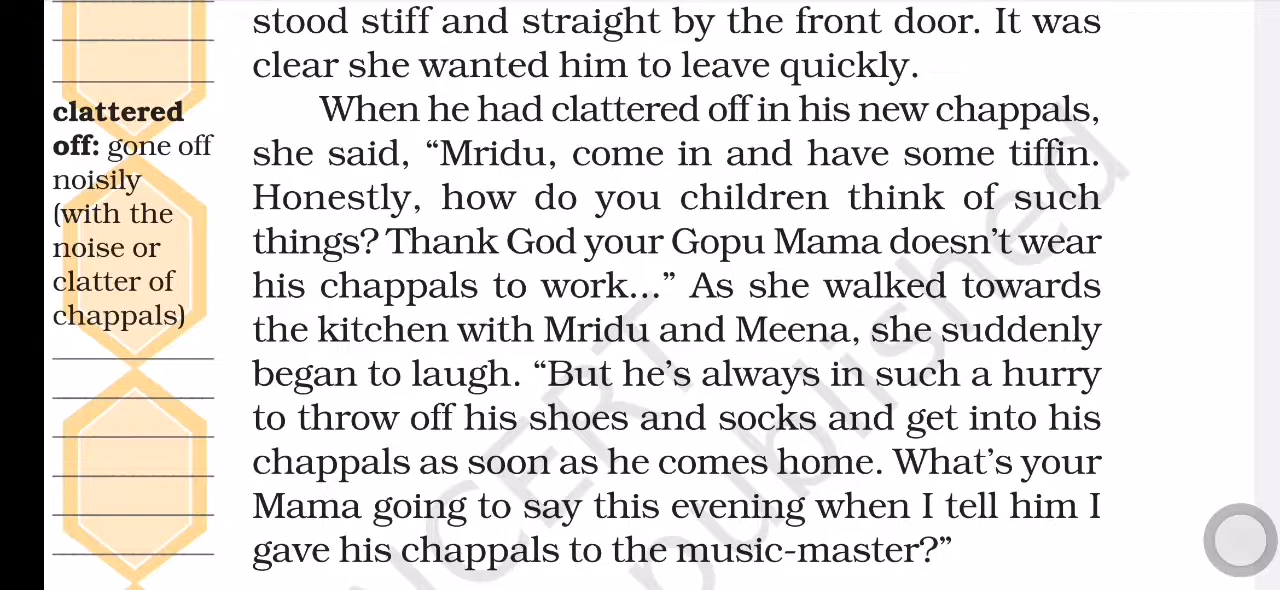 stood stiff and straight by the front door. It was
clear she wanted him to leave quickly.
clattered
off: gone off
noisily
(with the
noise or
clatter of
chappals)
When he had clattered off in his new chappals,
she said, “Mridu, come in and have some tiffin.
Honestly, how do you children think of such
things? Thank God your Gopu Mama doesn’t wear
his chappals to work...” As she walked towards
the kitchen with Mridu and Meena, she suddenly
began to laugh. “But he’s always in such a hurry
to throw off his shoes and socks and get into his
chappals as soon as he comes home. What’s your
Mama going to say this evening when I tell him I
gave his chappals to the music-master?”
NCERT
published